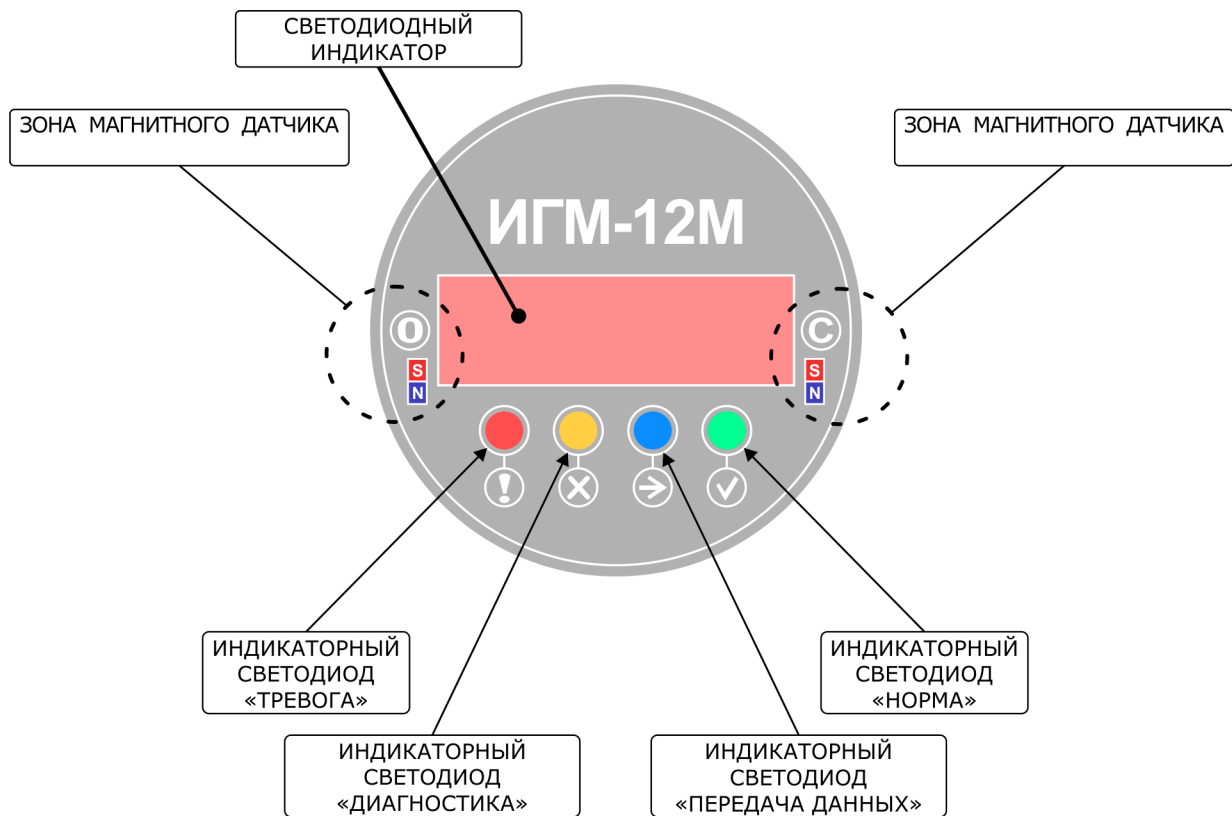 СВЕТОДИОДНЫЙ
ИНДИКАТОР
ЗОНА МАГНИТНОГО ДАТЧИКА
ЗОНА МАГНИТНОГО ДАТЧИКА
ИГМ-12М
0
C
S
N
S
N
!
ИНДИКАТОРНЫЙ
СВЕТОДИОД
«ТРЕВОГА»
ИНДИКАТОРНЫЙ
СВЕТОДИОД
«НОРМА»
ИНДИКАТОРНЫЙ
СВЕТОДИОД
«ДИАГНОСТИКА»
ИНДИКАТОРНЫЙ
СВЕТОДИОД
«ПЕРЕДАЧА ДАННЫХ»